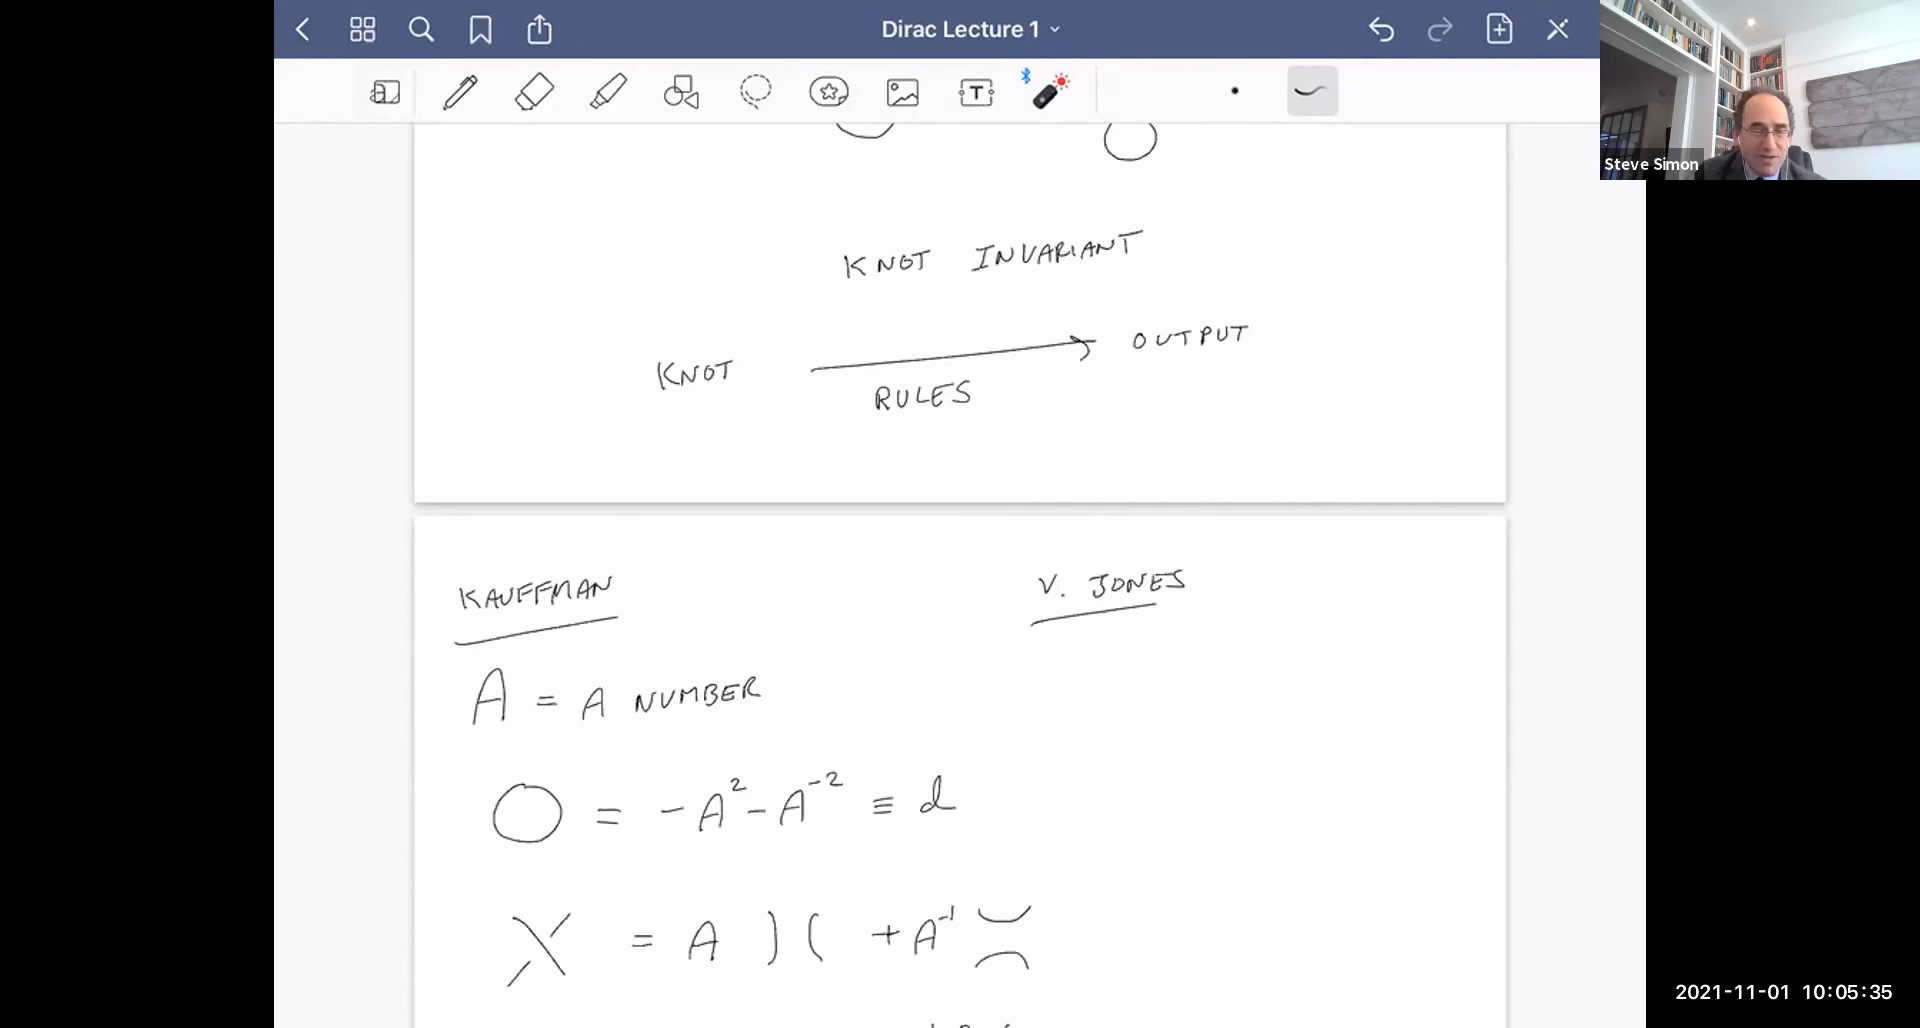 Dirac Lecture 1
T
Steve Simon
KNOT INVARIANT
KNOT
RULES
OUTPUT
KAUFFMAN
V. JONES
A = A NUMBER
O = -A² - A⁻² ≡ d
= A ) ( + A⁻¹
2021-11-01 10:05:35